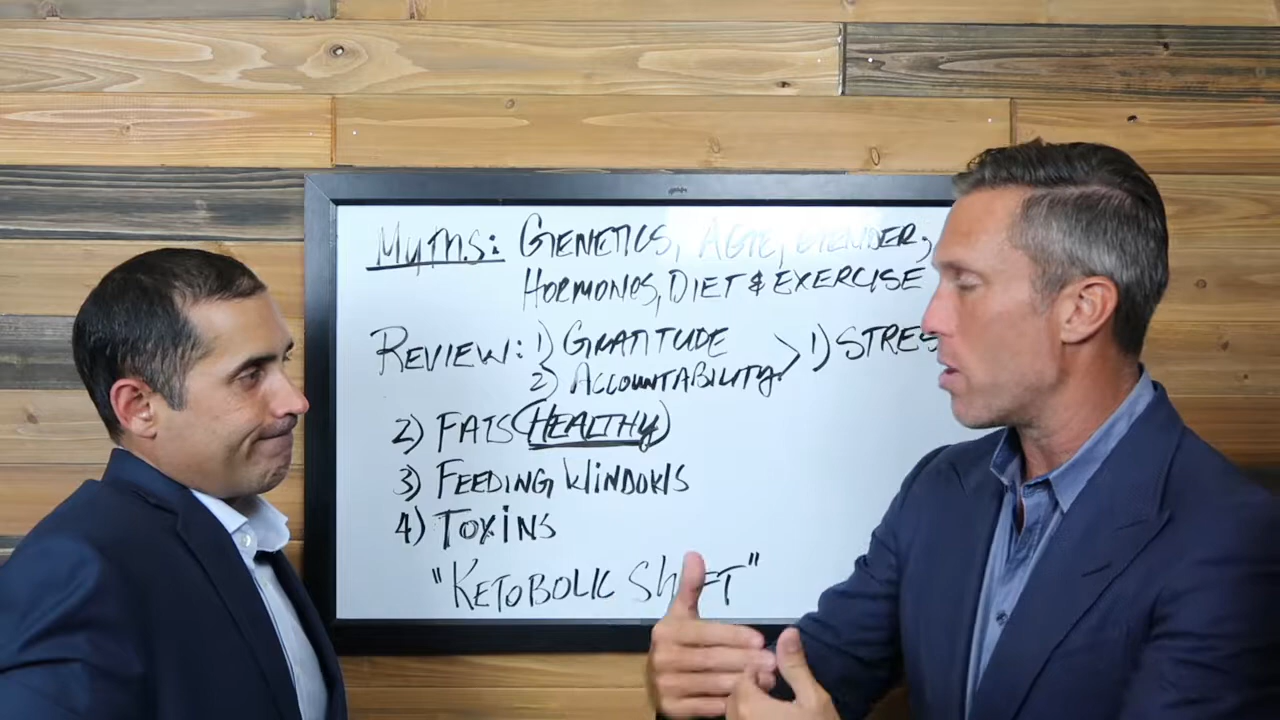 Myths: GENETICS, AGE, GENDER,
HORMONES, DIET & EXERCISE
REVIEW: 1) GRATITUDE
2) ACCOUNTABILITY > 1) STRES
2) FATS (HEALTHY)
3) FEEDING WINDOWS
4) TOXINS
"KETOBOLIC SHIFT"